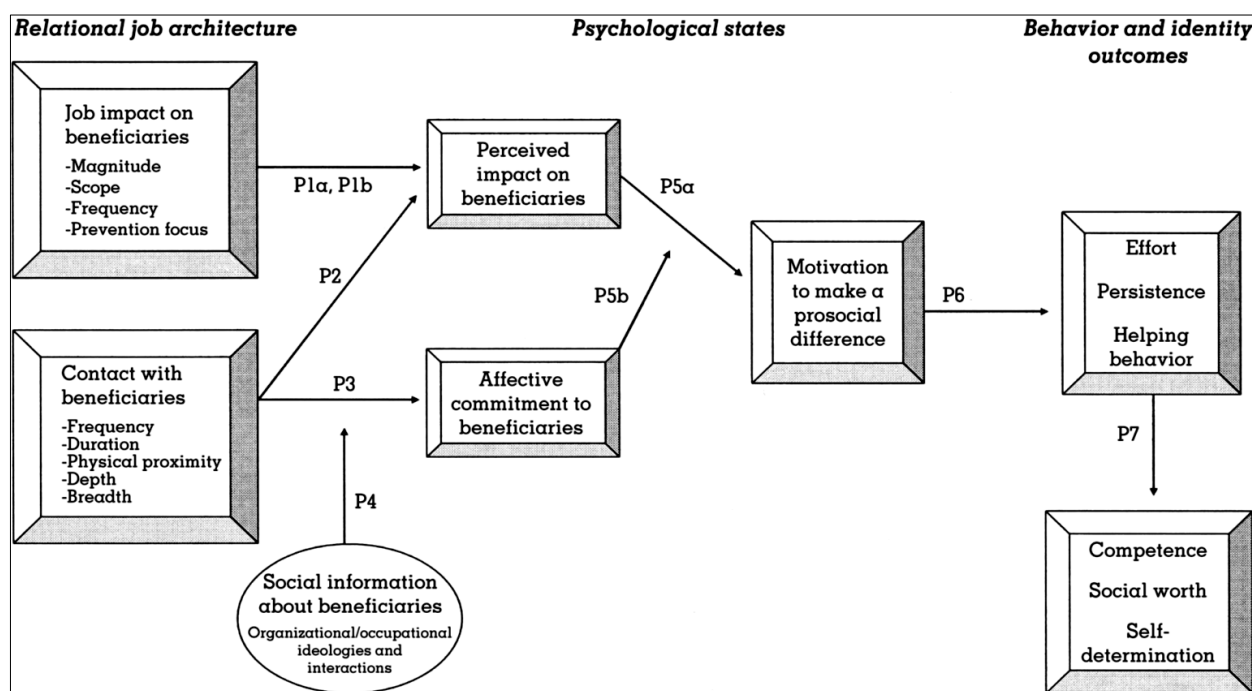 Relational job architecture
Psychological states
Behavior and identity
outcomes
Job impact on
beneficiaries
-Magnitude
-Scope
-Frequency
-Prevention focus
P1a, P1b
Perceived
impact on
beneficiaries
P5a
P2
P5b
Motivation
to make a
prosocial
difference
P6
Effort
Persistence
Helping
behavior
Contact with
beneficiaries
-Frequency
-Duration
-Physical proximity
-Depth
-Breadth
P3
Affective
commitment to
beneficiaries
P4
P7
Social information
about beneficiaries
Organizational/occupational
ideologies and
interactions
Competence
Social worth
Self-
determination